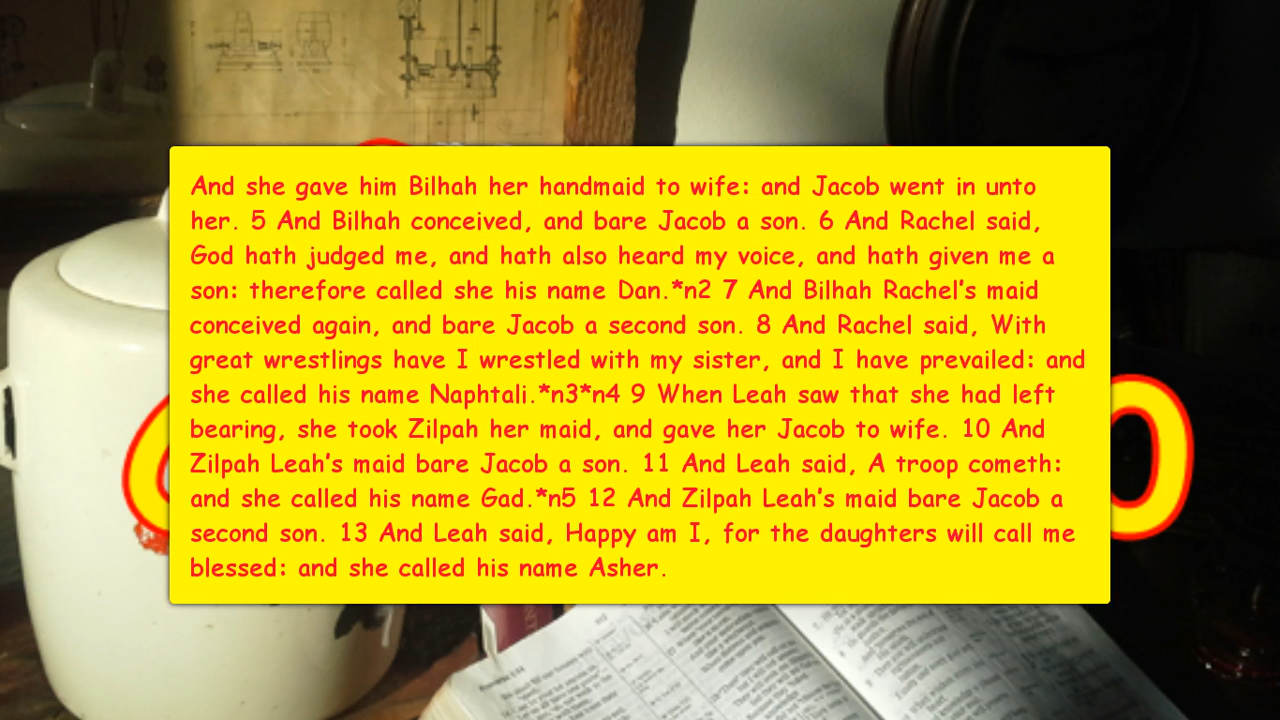 And she gave him Bilhah her handmaid to wife: and Jacob went in unto
her. 5 And Bilhah conceived, and bare Jacob a son. 6 And Rachel said,
God hath judged me, and hath also heard my voice, and hath given me a
son: therefore called she his name Dan.*n2 7 And Bilhah Rachel's maid
conceived again, and bare Jacob a second son. 8 And Rachel said, With
great wrestlings have I wrestled with my sister, and I have prevailed: and
she called his name Naphtali.*n3*n4 9 When Leah saw that she had left
bearing, she took Zilpah her maid, and gave her Jacob to wife. 10 And
Zilpah Leah's maid bare Jacob a son. 11 And Leah said, A troop cometh:
and she called his name Gad.*n5 12 And Zilpah Leah's maid bare Jacob a
second son. 13 And Leah said, Happy am I, for the daughters will call me
blessed: and she called his name Asher.